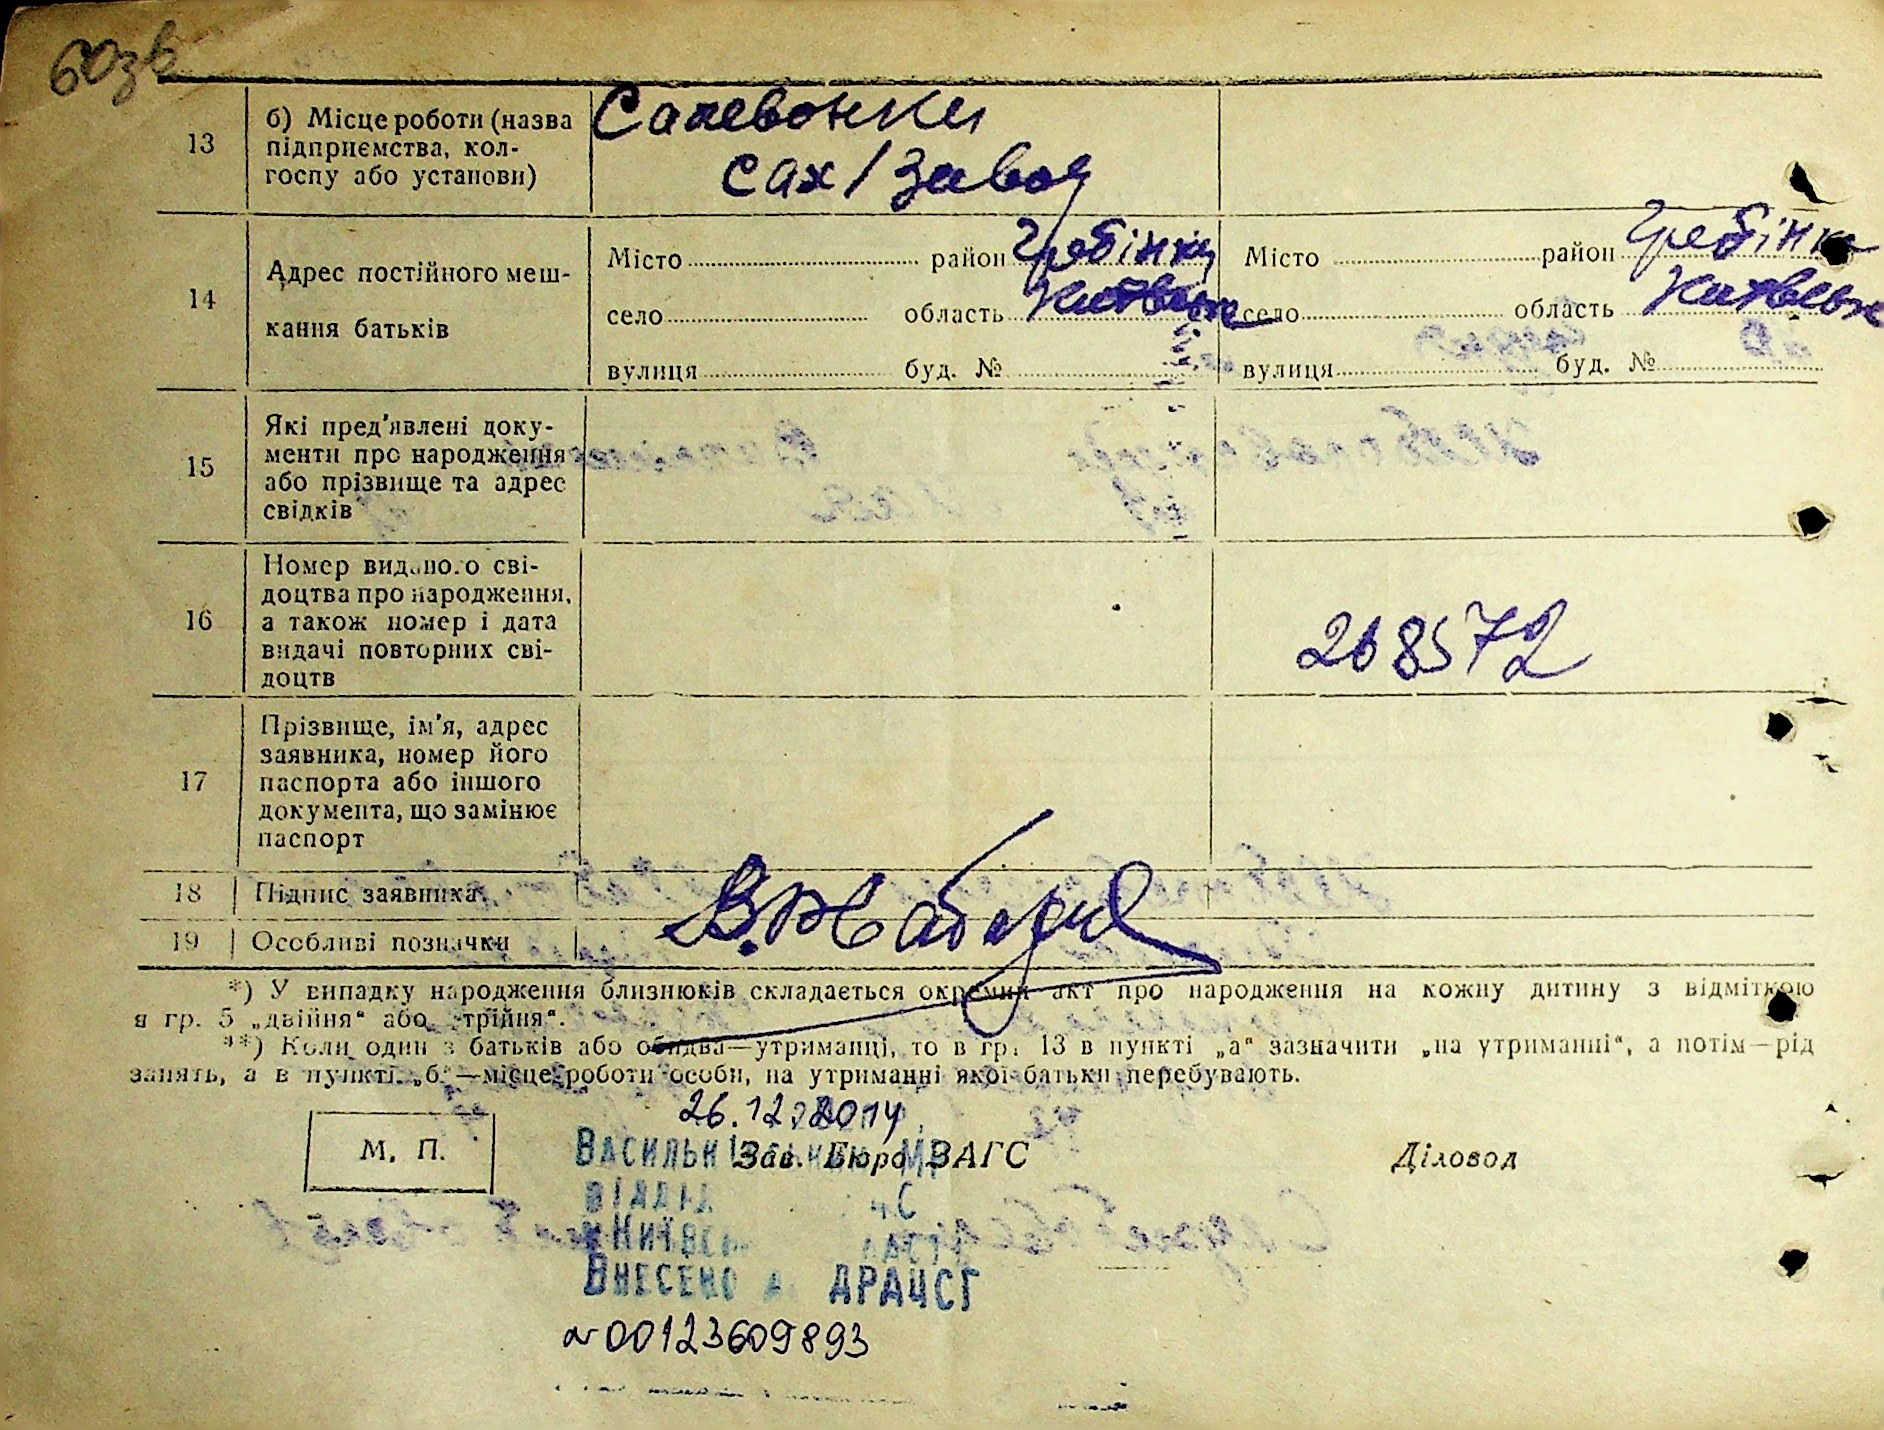 60зв
13
б) Місце роботи (назва
підприємства, кол-
госпу або установи)
сах/завод
14
Адрес постійного меш-
кання батьків
Місто район Гребінки
село область
вулиця буд. №
Місто район Гребінки
село область
вулиця буд. №
15
Які пред'явлені доку-
менти про народження
або прізвище та адрес
свідків
16
Номер виданого сві-
доцтва про народження,
а також номер і дата
видачі повторних сві-
доцтв
268572
17
Прізвище, ім'я, адрес
заявника, номер його
паспорта або іншого
документа, що замінює
паспорт
18
Підпис заявника
19
Особливі позначки
*) У випадку народження близнюків складається окремий акт про народження на кожну дитину з відміткою
в гр. 5 „двійня“ або „трійня“.
**) Коли один з батьків або обидва—утриманці, то в гр. 13 в пункті „а“ зазначити „на утриманні“, а потім—рід
занять, а в пункті „б“—місце роботи особи, на утриманні якої батьки перебувають.
26.12.2014
М. П.
Зав. Бюро ЗАГС
Діловод
Внесено ДРАЦСГ
№00123609893